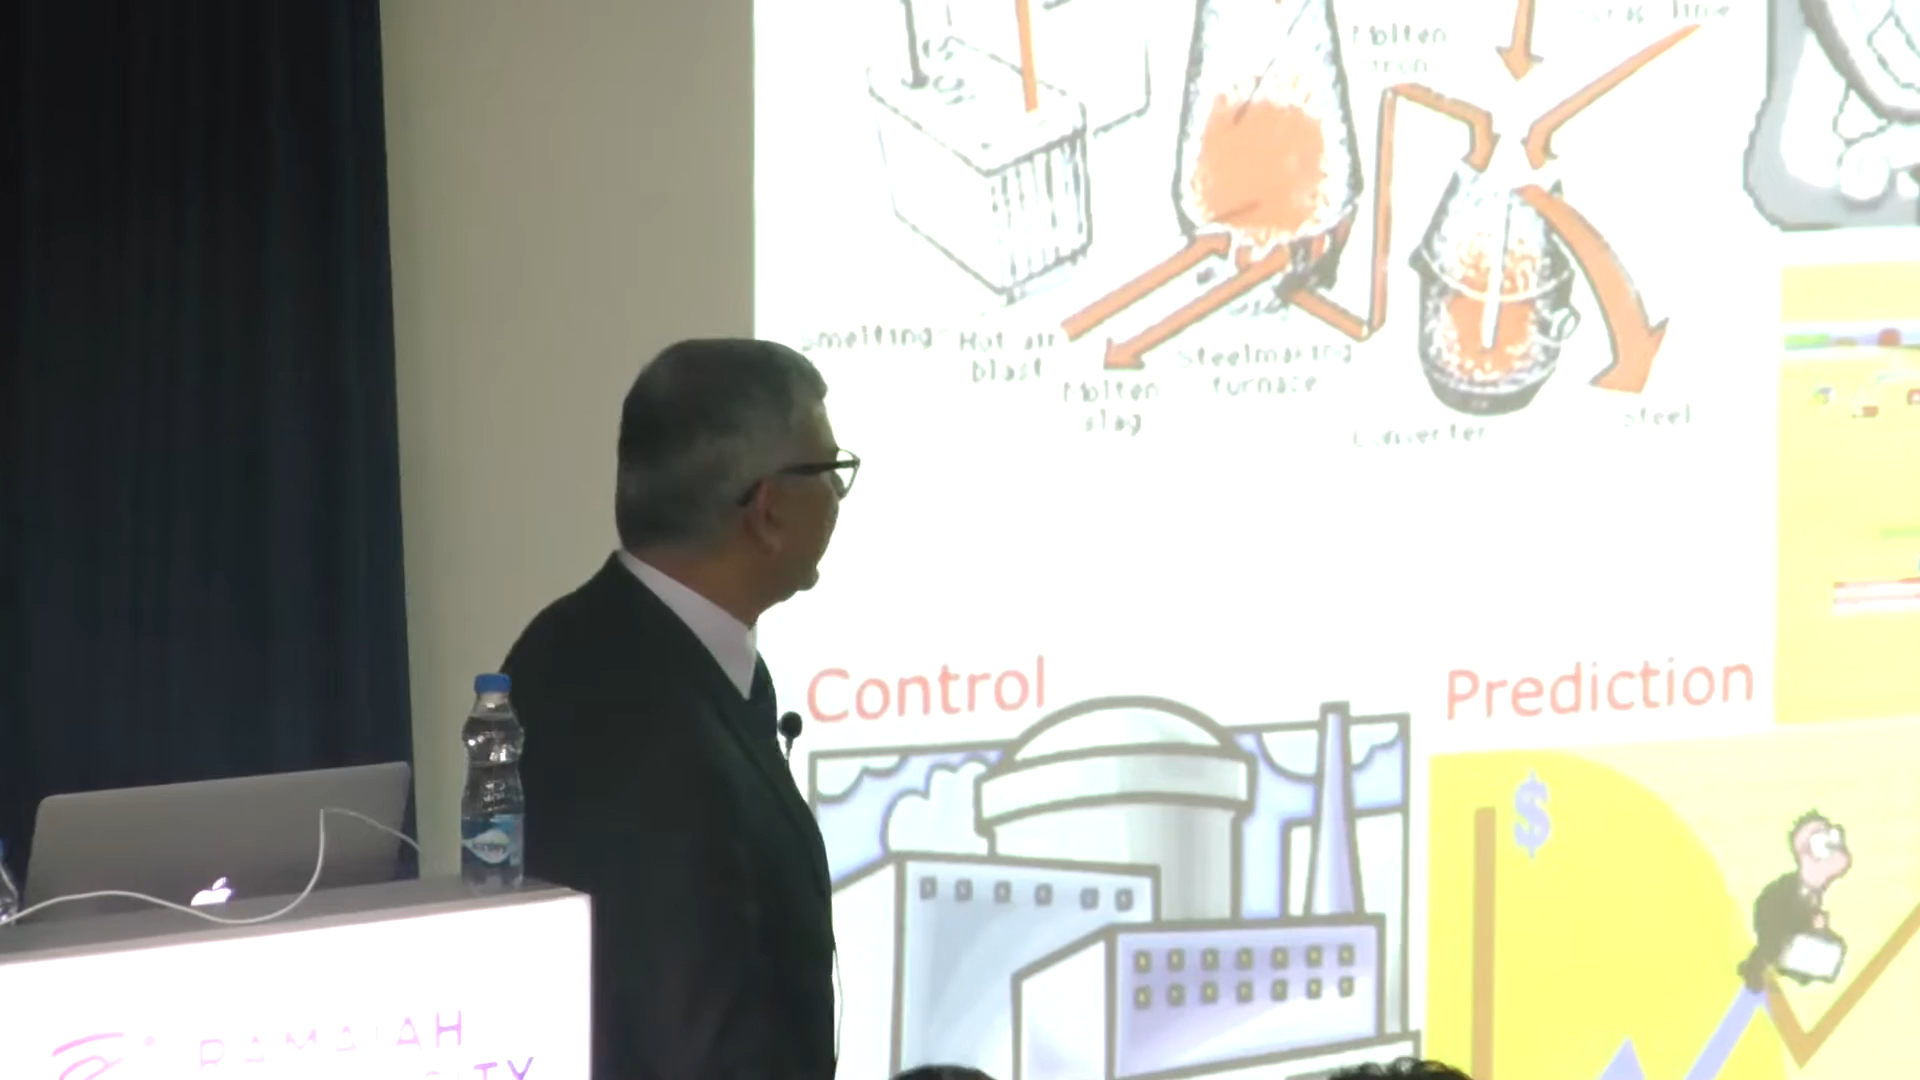 Molten
iron
Smelting
Hot air
blast
Molten
slag
Steelmaking
furnace
Converter
Steel
Control
Prediction
$
RAMAIAH